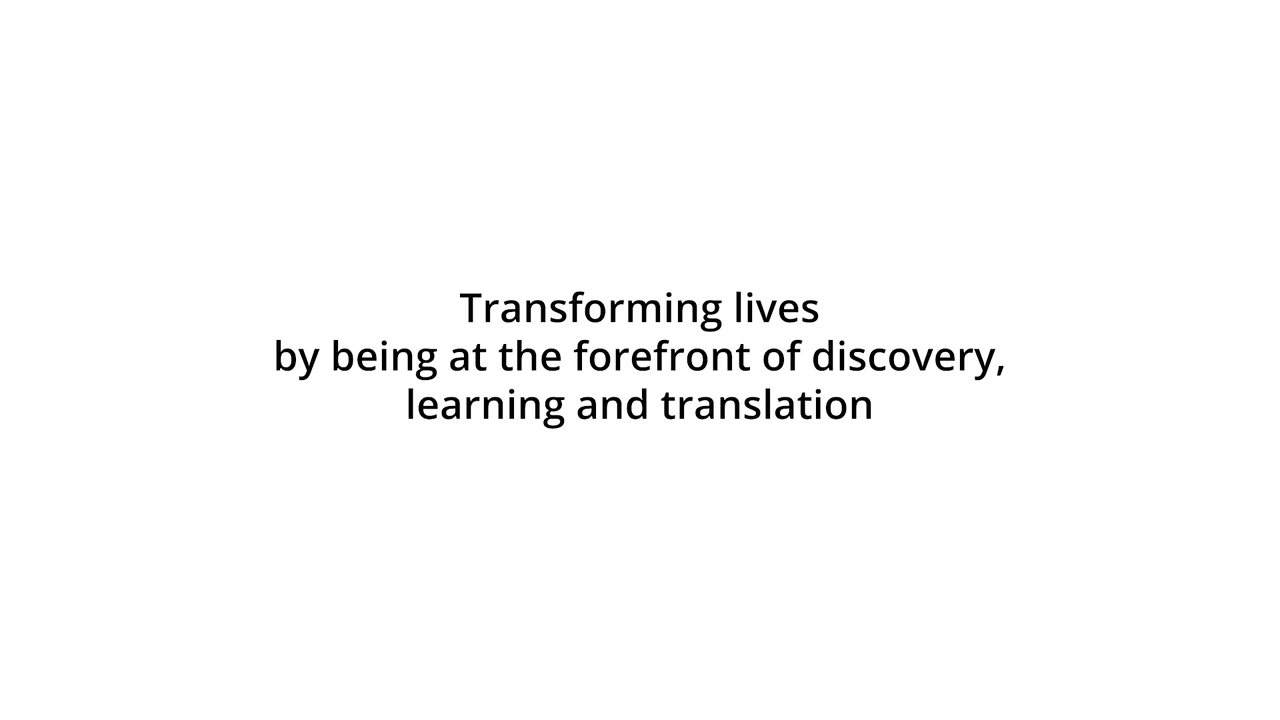 Transforming lives
by being at the forefront of discovery,
learning and translation